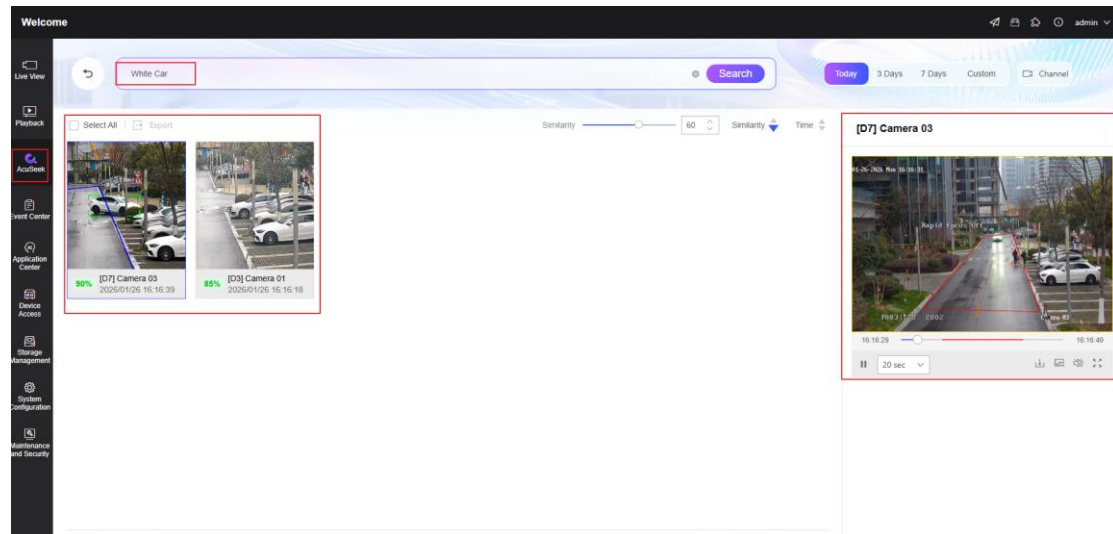 Welcome
admin
Live View
Playback
AcuSeek
Event Center
Application
Center
Device
Access
Storage
Management
System
Configuration
Maintenance
and Security
White Car
Search
Today
3 Days
7 Days
Custom
Channel
Select All
Export
Similarity
60
Similarity
Time
90%
[D7] Camera 03
2026/01/26 16:16:39
85%
[D3] Camera 01
2026/01/26 16:16:18
[D7] Camera 03
Rapid Focus Off
16:16:29
16:16:49
20 sec